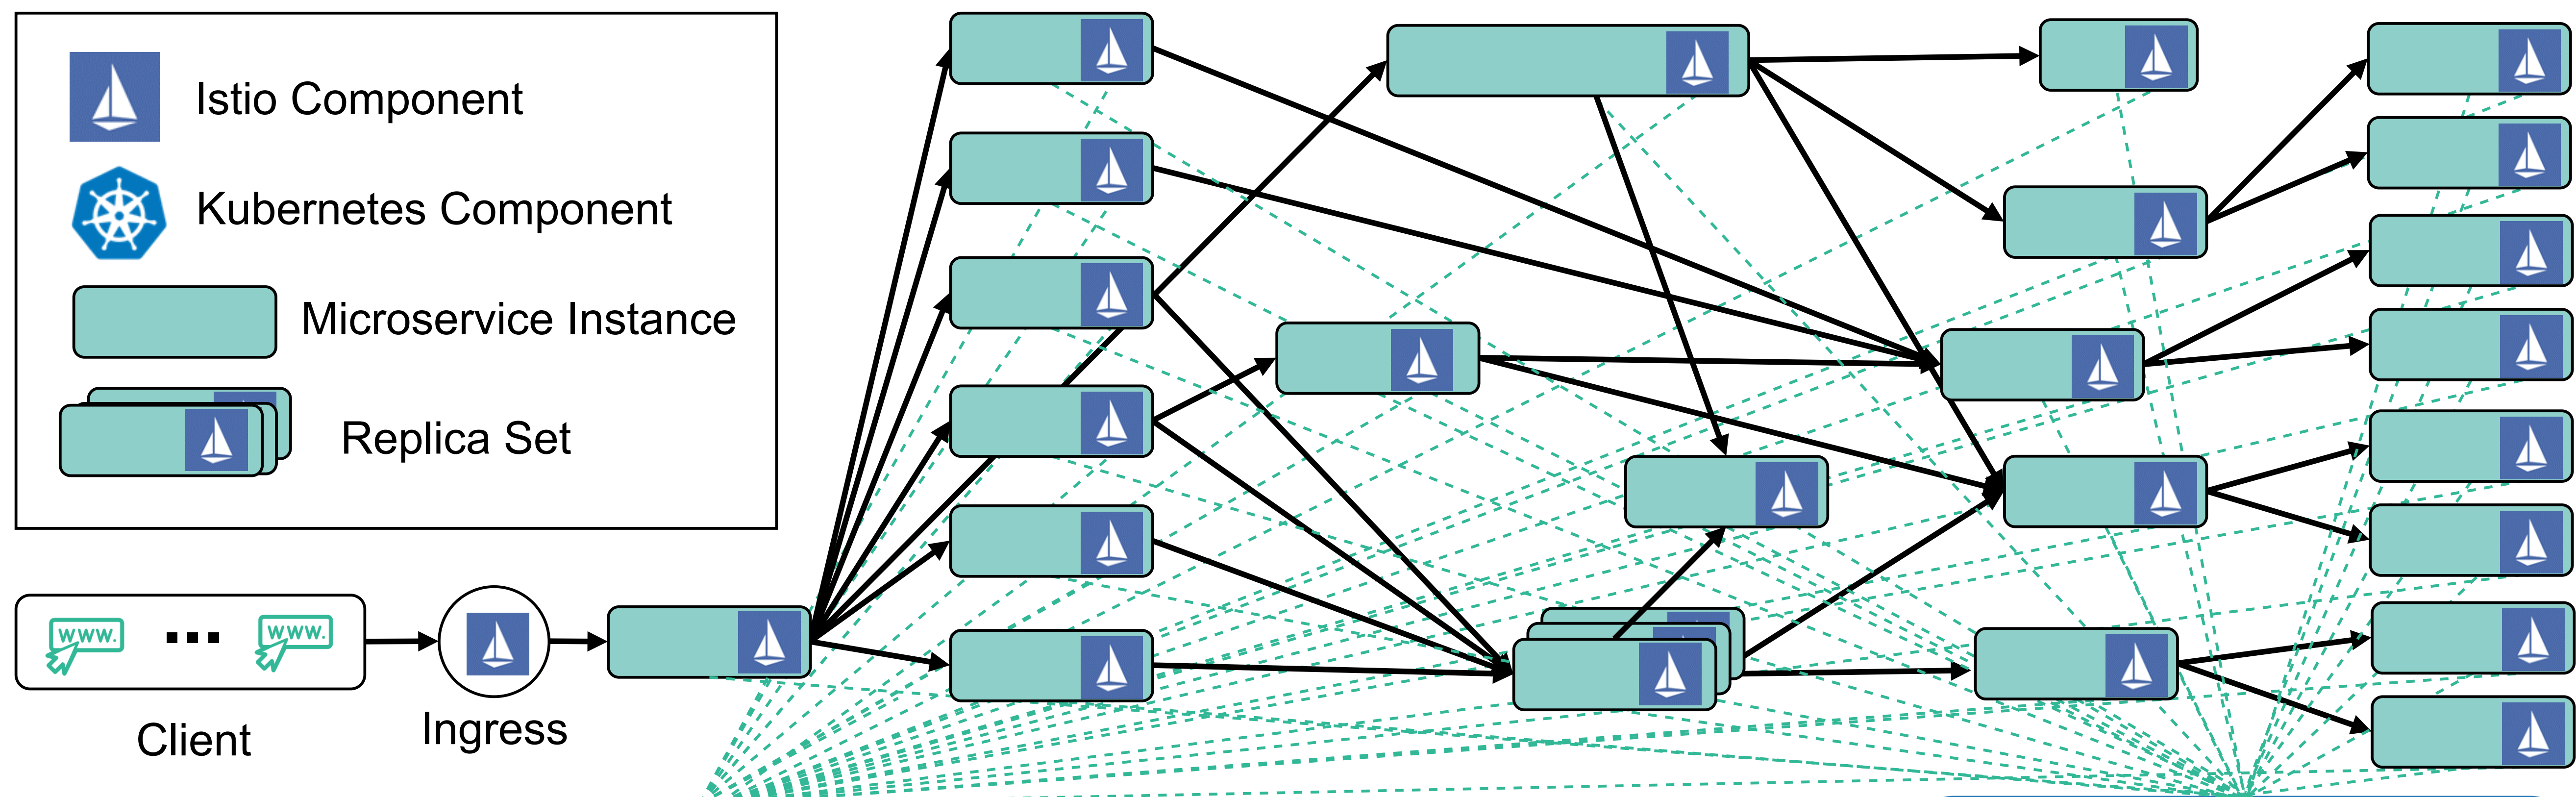 Istio Component
Kubernetes Component
Microservice Instance
Replica Set
www.
www.
Client
Ingress